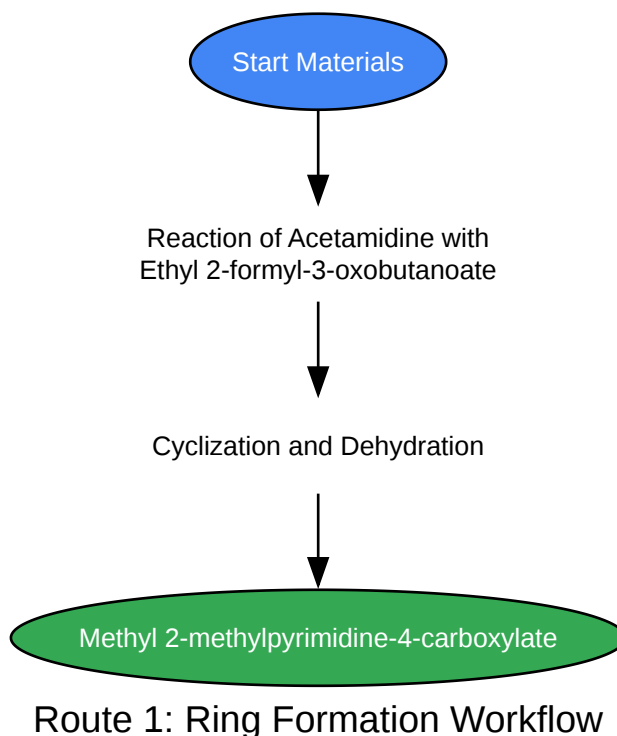 Start Materials
Reaction of Acetamidine with
Ethyl 2-formyl-3-oxobutanoate
Cyclization and Dehydration
Methyl 2-methylpyrimidine-4-carboxylate
Route 1: Ring Formation Workflow